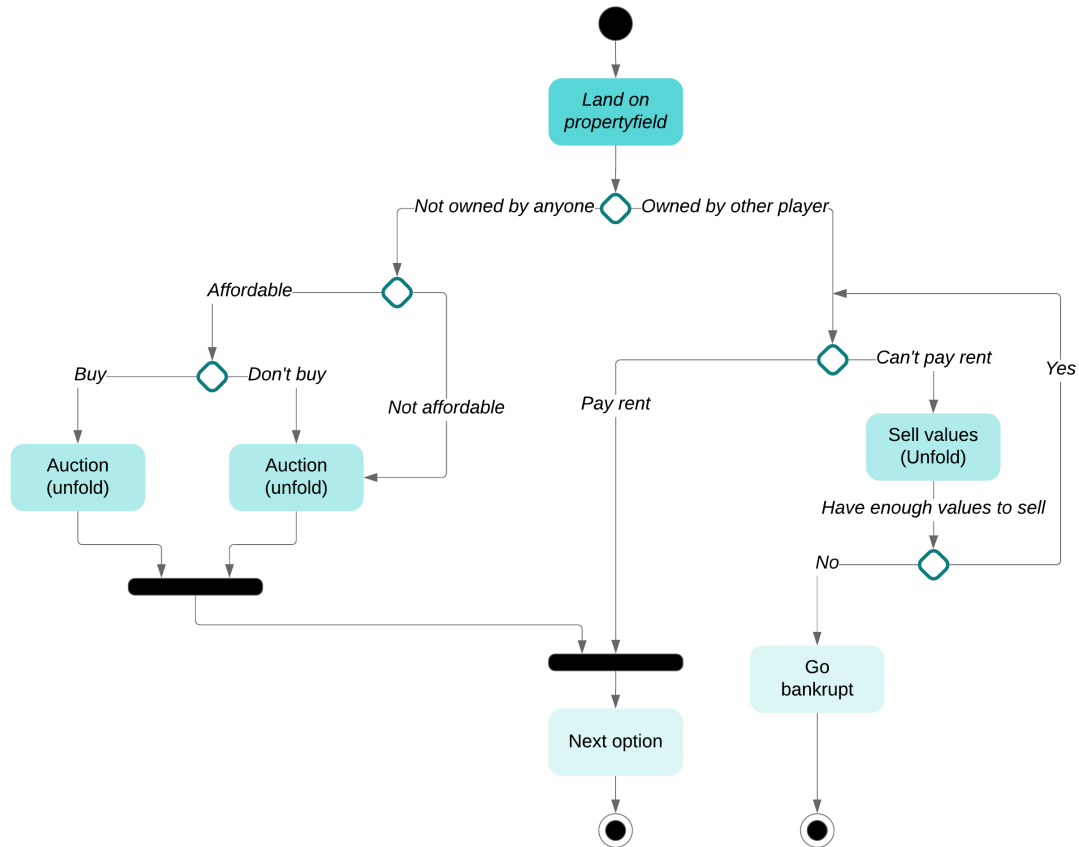 Land on
propertyfield
Not owned by anyone
Owned by other player
Affordable
Buy
Don't buy
Not affordable
Pay rent
Can't pay rent
Yes
Auction
(unfold)
Auction
(unfold)
Sell values
(Unfold)
Have enough values to sell
No
Go
bankrupt
Next option